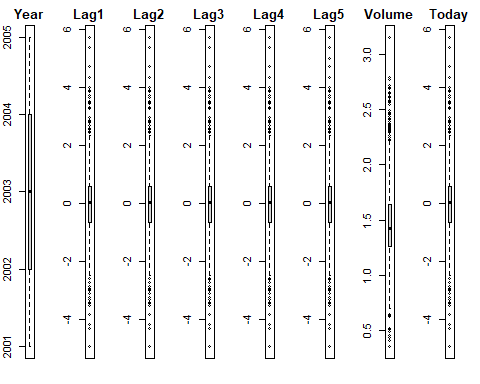 Year Lag1 Lag2 Lag3 Lag4 Lag5 Volume Today
2005 6 6 6 6 6 3.0 6
2004 4 4 4 4 4 2.5 4
2 2 2 2 2 2.0 2
2003 0 0 0 0 0 1.5 0
2002 -2 -2 -2 -2 -2 1.0 -2
2001 -4 -4 -4 -4 -4 0.5 -4